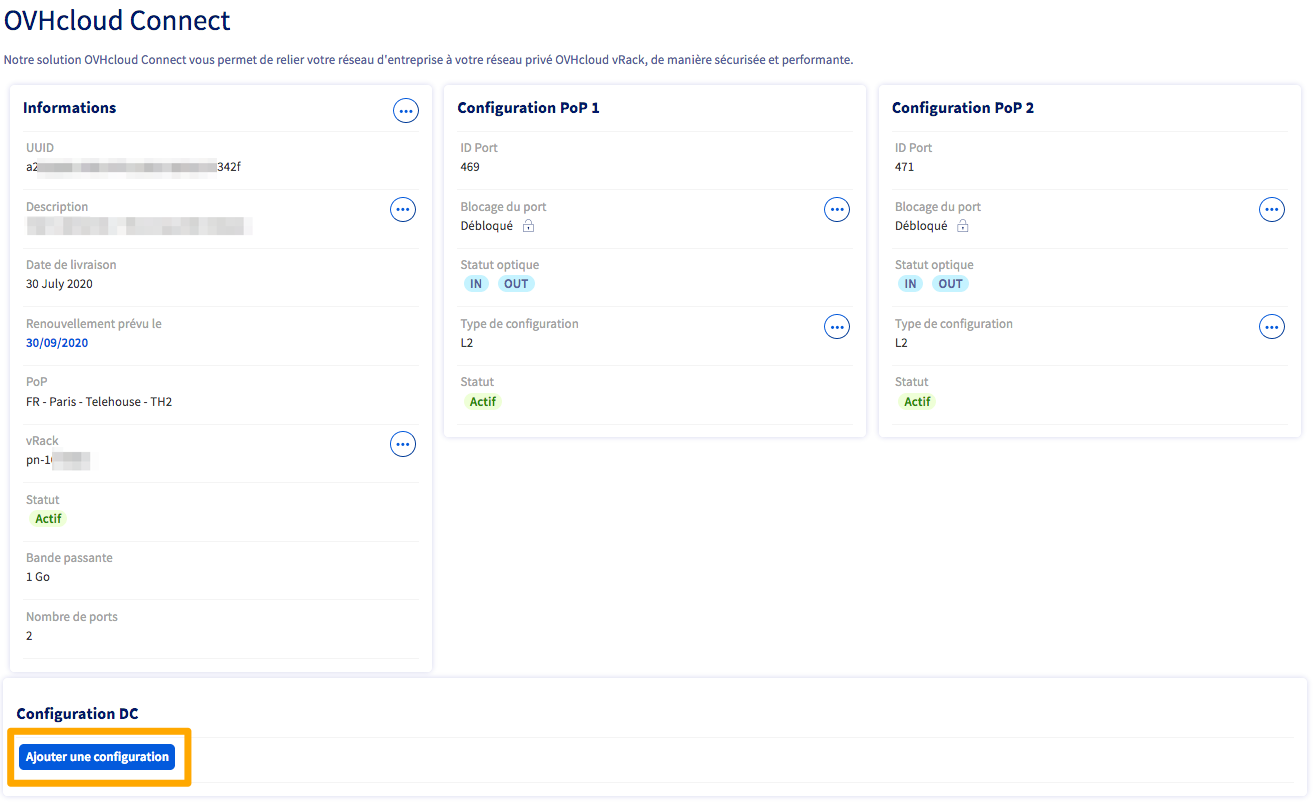 OVHcloud Connect
Notre solution OVHcloud Connect vous permet de relier votre réseau d'entreprise à votre réseau privé OVHcloud vRack, de manière sécurisée et performante.
Informations
UUID
a2 342f
Description
Date de livraison
30 July 2020
Renouvellement prévu le
30/09/2020
PoP
FR - Paris - Telehouse - TH2
vRack
pn-1
Statut
Actif
Bande passante
1 Go
Nombre de ports
2
Configuration PoP 1
ID Port
469
Blocage du port
Débloqué
Statut optique
IN OUT
Type de configuration
L2
Statut
Actif
Configuration PoP 2
ID Port
471
Blocage du port
Débloqué
Statut optique
IN OUT
Type de configuration
L2
Statut
Actif
Configuration DC
Ajouter une configuration